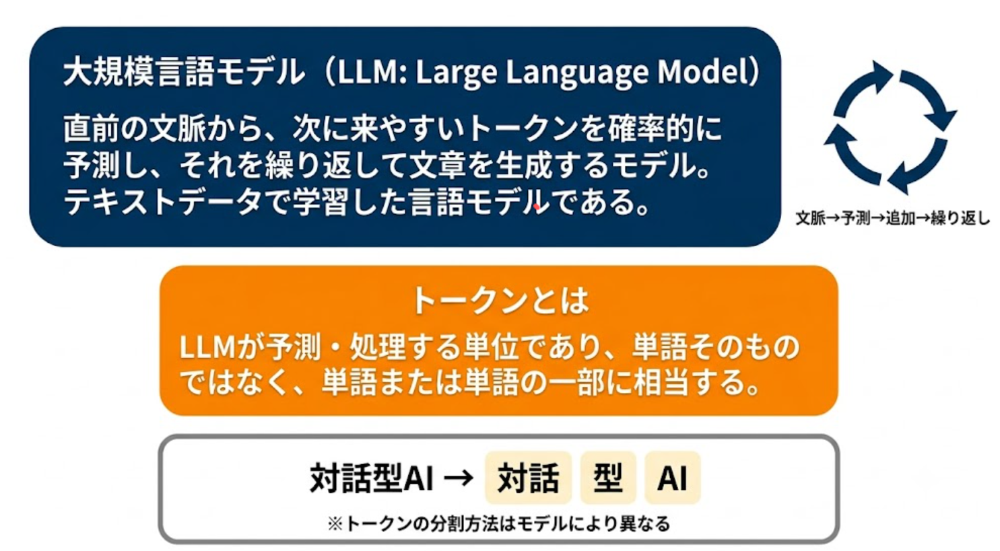 大規模言語モデル（LLM: Large Language Model）
直前の文脈から、次に来やすいトークンを確率的に
予測し、それを繰り返して文章を生成するモデル。
テキストデータで学習した言語モデルである。
文脈→予測→追加→繰り返し
トークンとは
LLMが予測・処理する単位であり、単語そのもの
ではなく、単語または単語の一部に相当する。
対話型AI → 対話 型 AI
※トークンの分割方法はモデルにより異なる